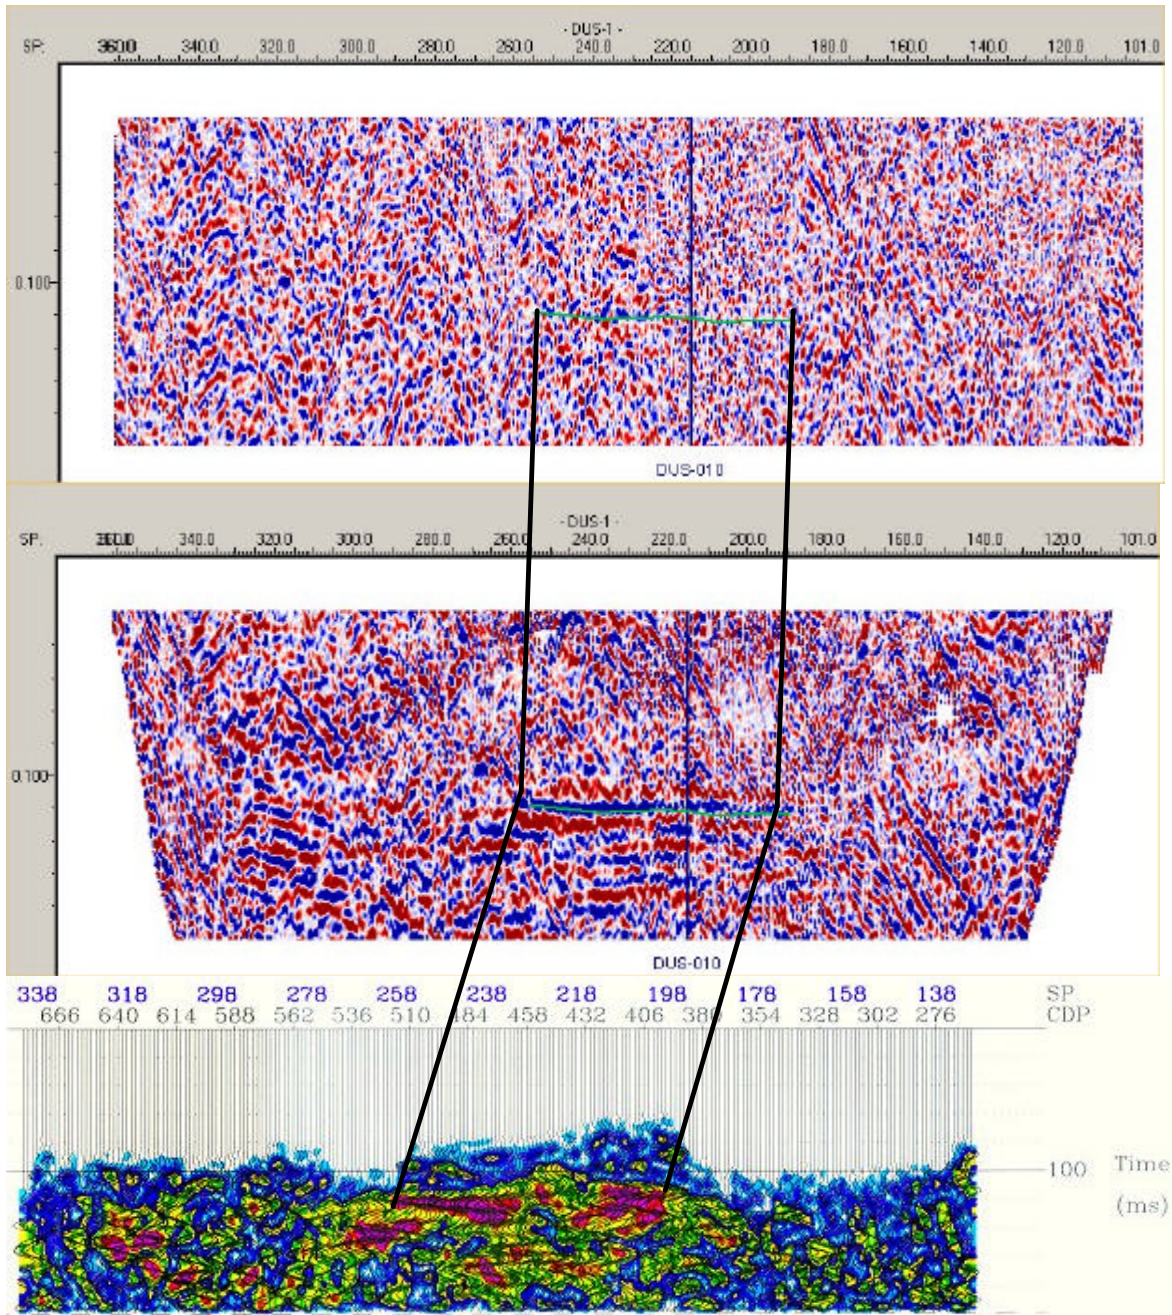 - DUS-1 -
SP: 360.0 340.0 320.0 300.0 280.0 260.0 240.0 220.0 200.0 180.0 160.0 140.0 120.0 101.0
0.100
DUS-010
- DUS-1 -
SP: 340.0 320.0 300.0 280.0 260.0 240.0 220.0 200.0 180.0 160.0 140.0 120.0 101.0
0.100
DUS-010
338 318 298 278 258 238 218 198 178 158 138 SP
666 640 614 588 562 536 510 484 458 432 406 380 354 328 302 276 CDP
100 Time
(ms)